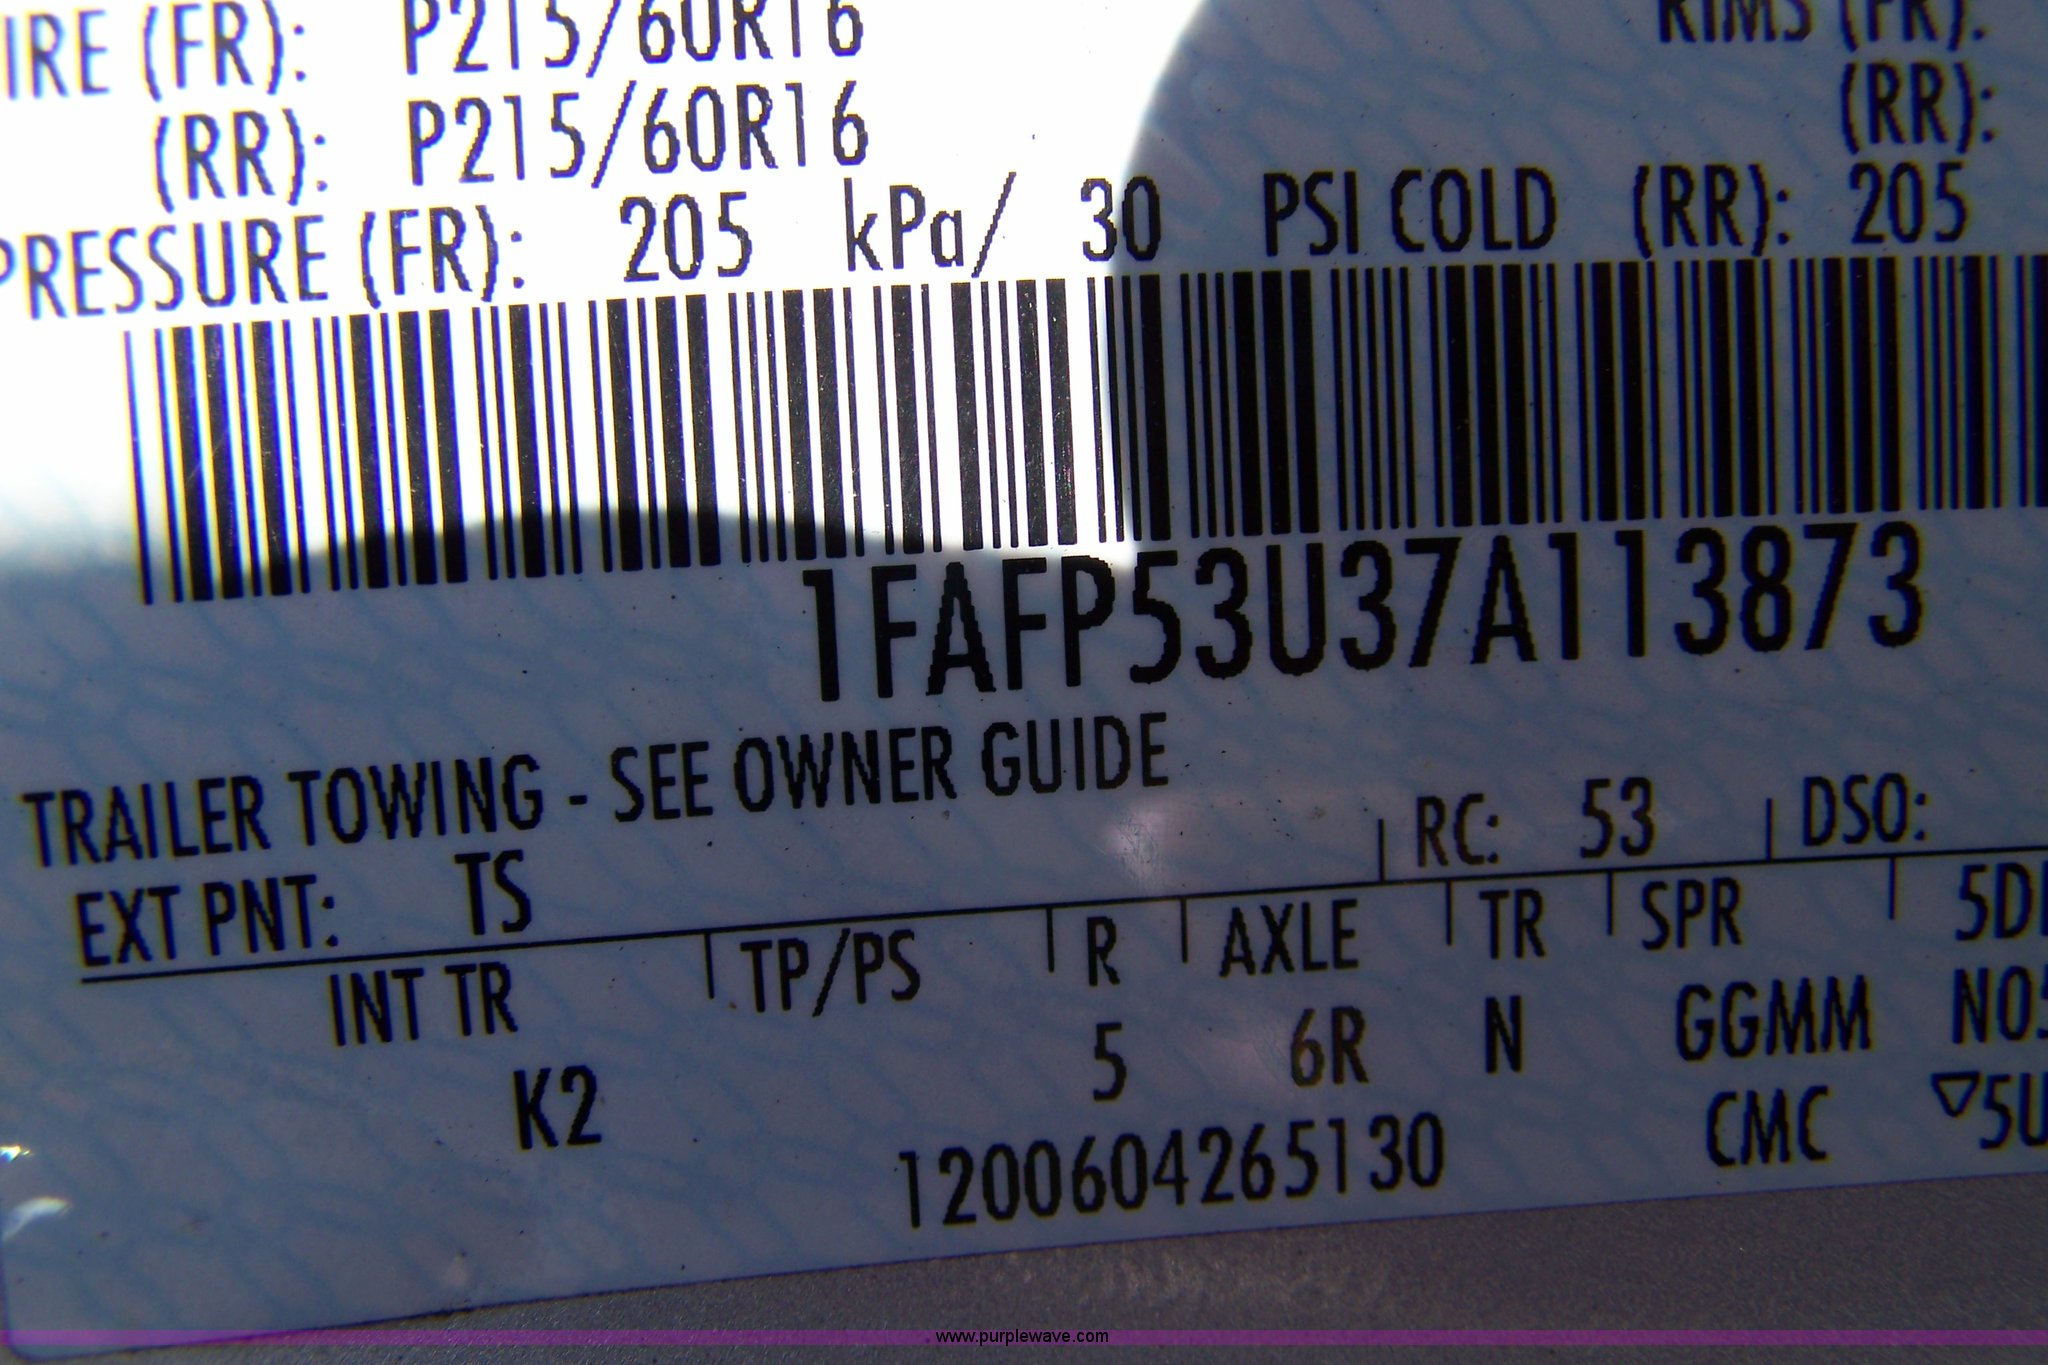 IRE (FR): P215/60R16 RIMS (FR):
(RR): P215/60R16 (RR):
PRESSURE (FR): 205 kPa/ 30 PSI COLD (RR): 205
1FAFP53U37A113873
TRAILER TOWING - SEE OWNER GUIDE
EXT PNT: TS RC: 53 DSO:
INT TR TP/PS R AXLE TR SPR
K2 5 6R N GGMM
1200604265130 CMC
www.purplewave.com